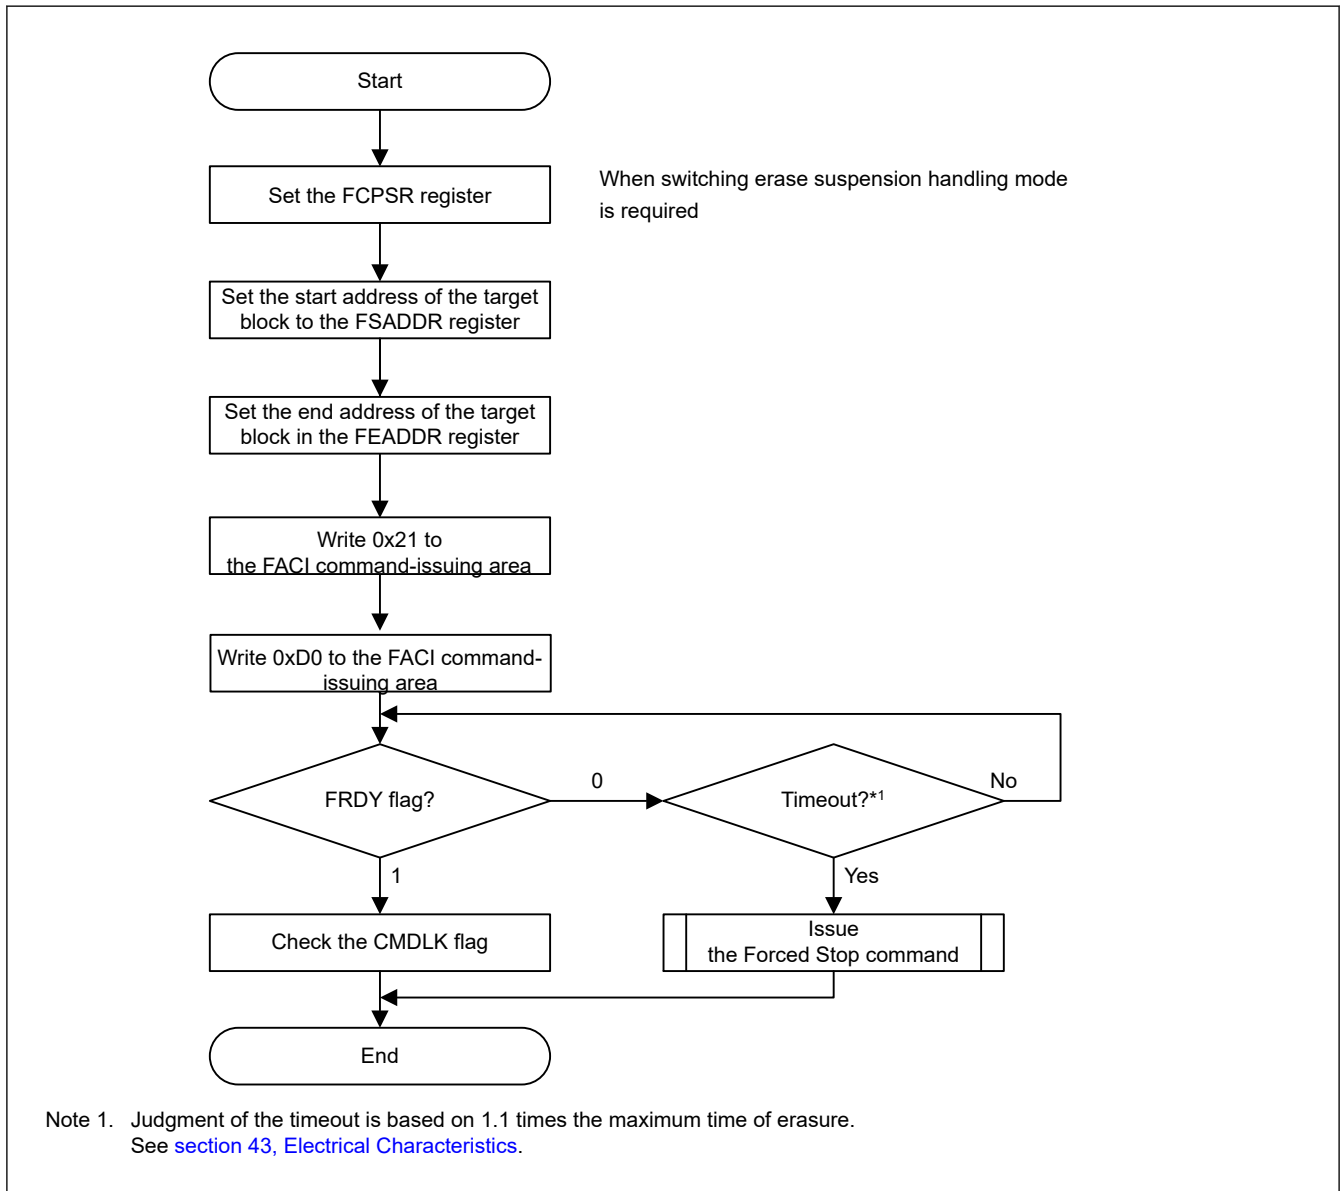 Start
Set the FCPSR register
When switching erase suspension handling mode
is required
Set the start address of the target
block to the FSADDR register
Set the end address of the target
block in the FEADDR register
Write 0x21 to
the FACI command-issuing area
Write 0xD0 to the FACI command-
issuing area
FRDY flag?
0
Timeout?*1
No
1
Yes
Check the CMDLK flag
Issue
the Forced Stop command
End
Note 1. Judgment of the timeout is based on 1.1 times the maximum time of erasure.
See section 43, Electrical Characteristics.